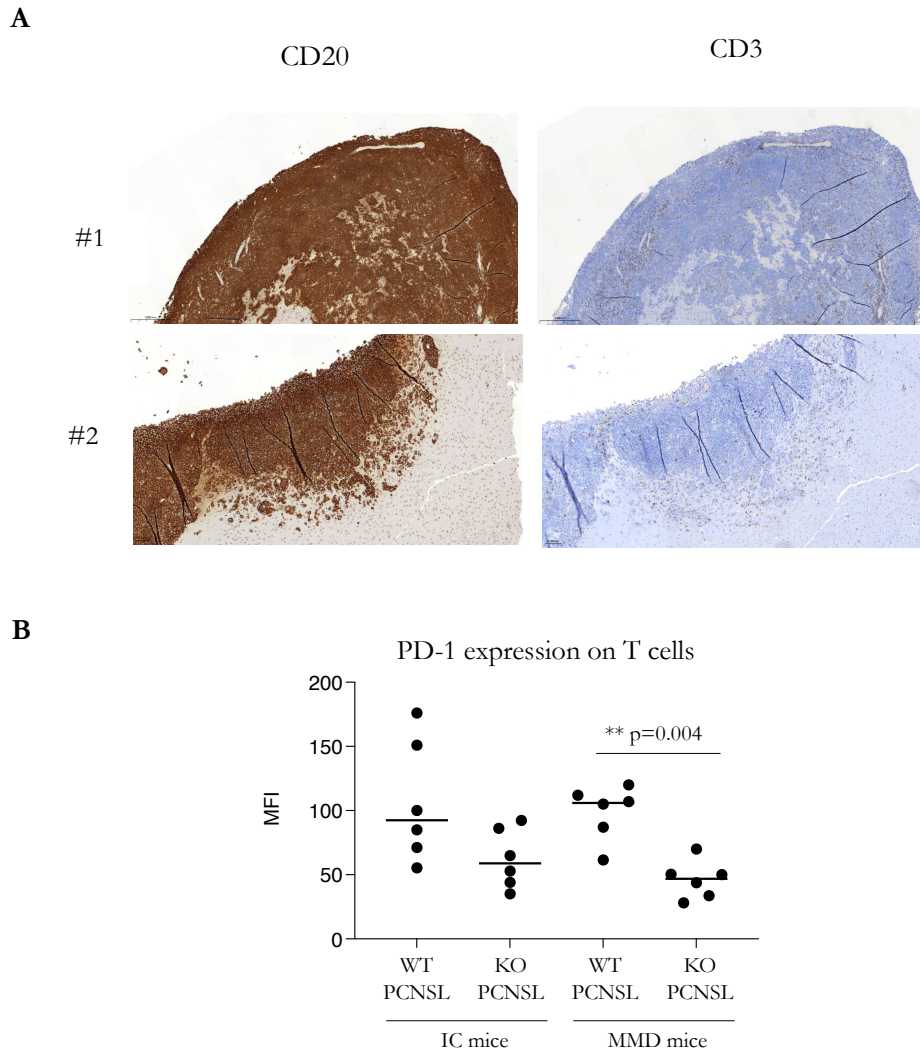 A
CD20
CD3
#1
#2
B
PD-1 expression on T cells
200
150
100
50
0
MFI
** p=0.004
WT
PCNSL
KO
PCNSL
WT
PCNSL
KO
PCNSL
IC mice
MMD mice